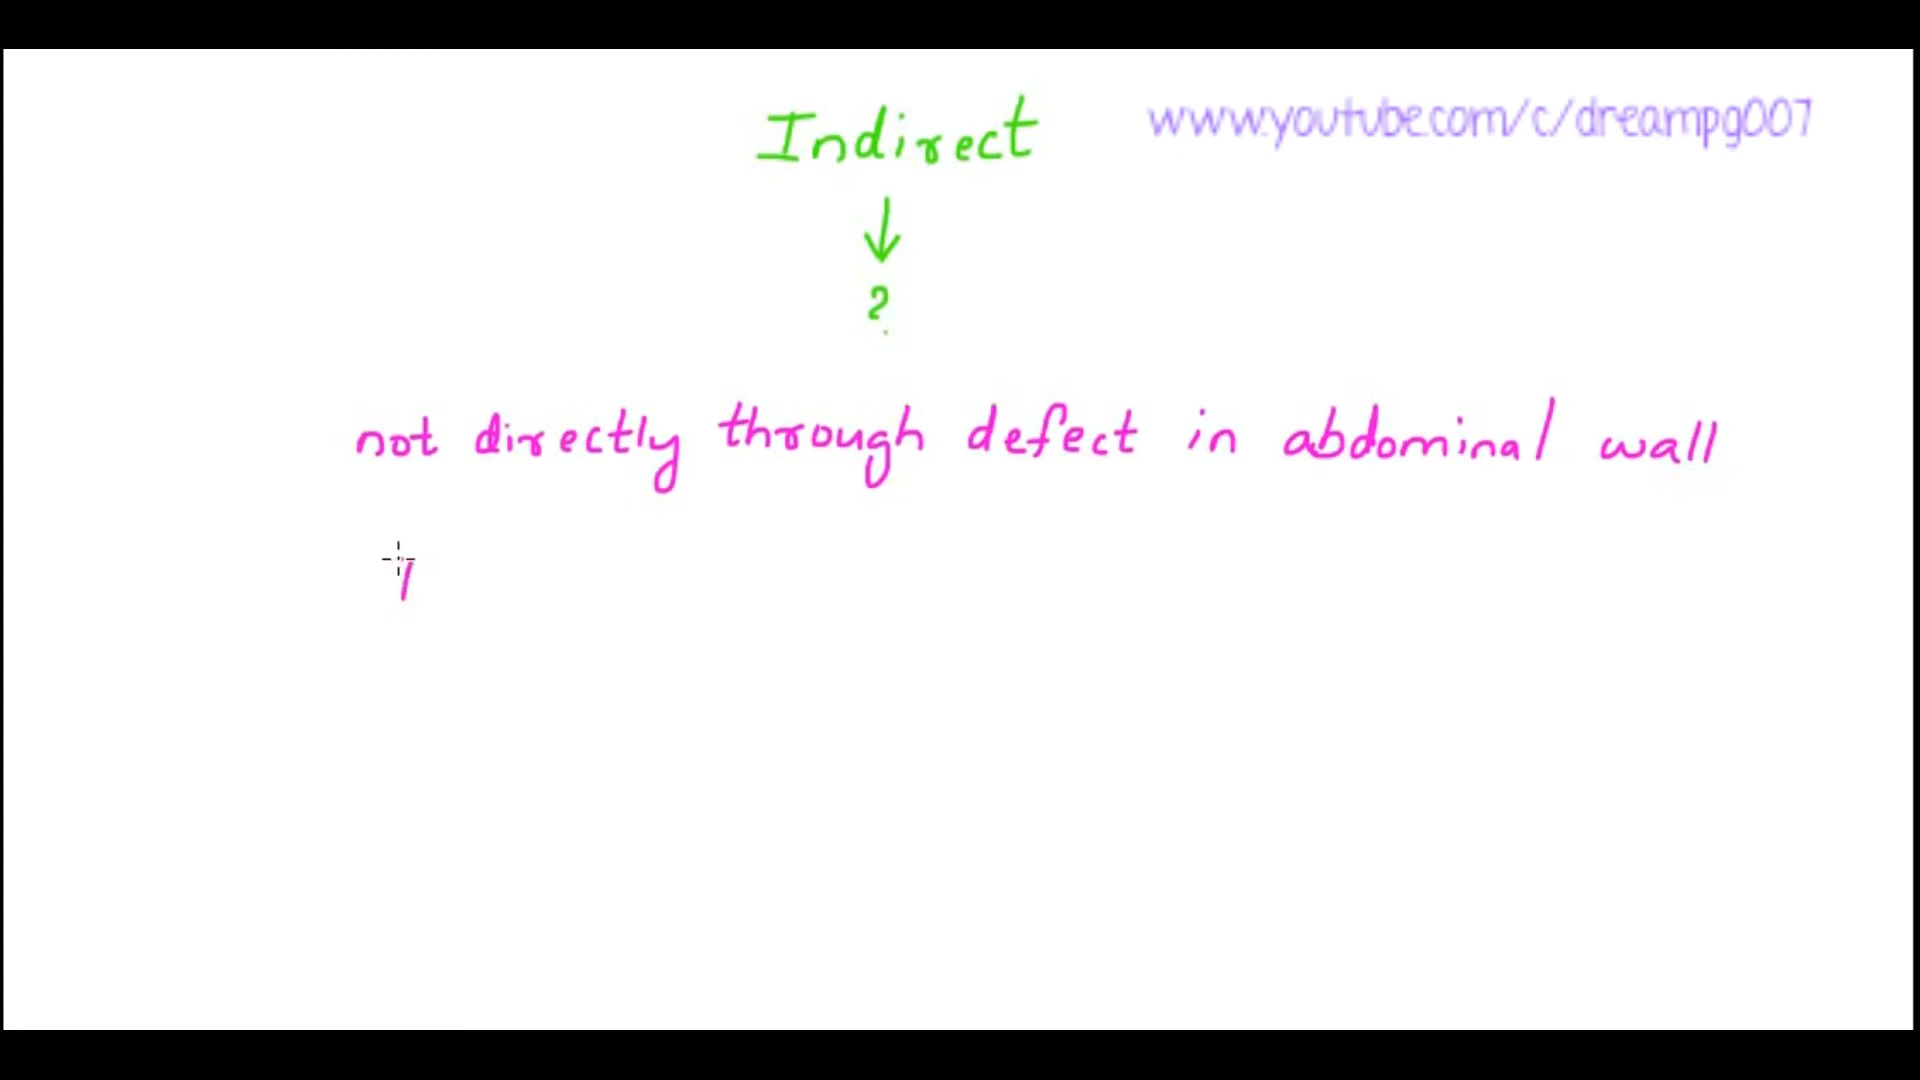 Indirect
www.youtube.com/c/dreampg007
↓
?
not directly through defect in abdominal wall